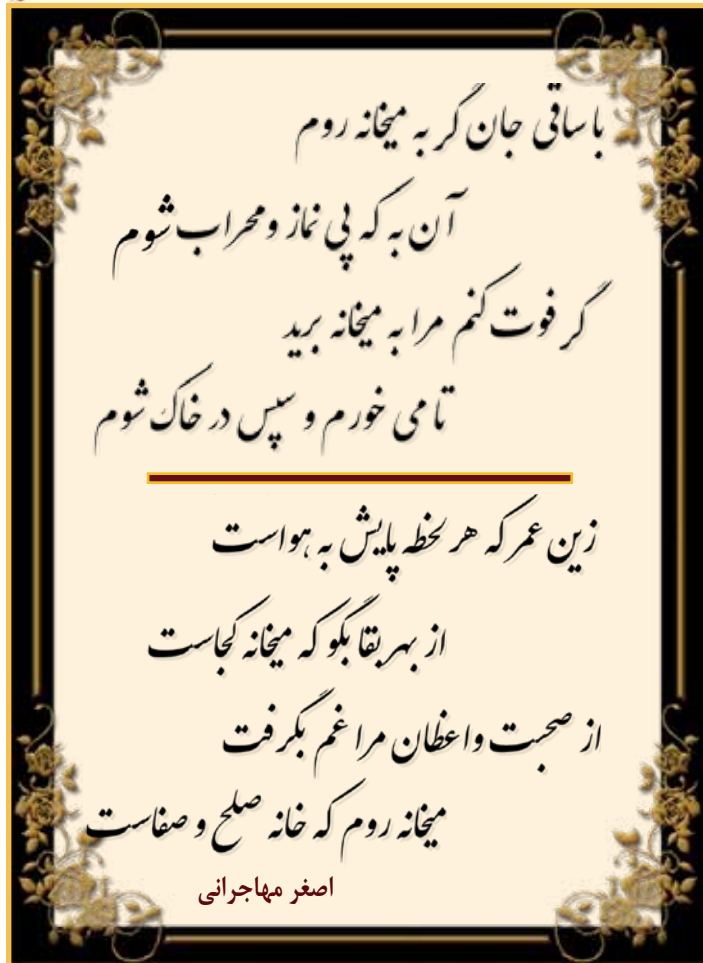 با ساقی جان گر به میخانه روم
آن به که پی نماز و محراب شوم
گر فوت کنم مرا به میخانه برید
تا می خورم و سپس در خاک شوم
زین عمر که هر لحظه پایش به هواست
از بهر بقا بگو که میخانه کجاست
از صحبت واعظان مرا غم بگرفت
میخانه روم که خانه صلح و صفاست
اصغر مهاجرانی